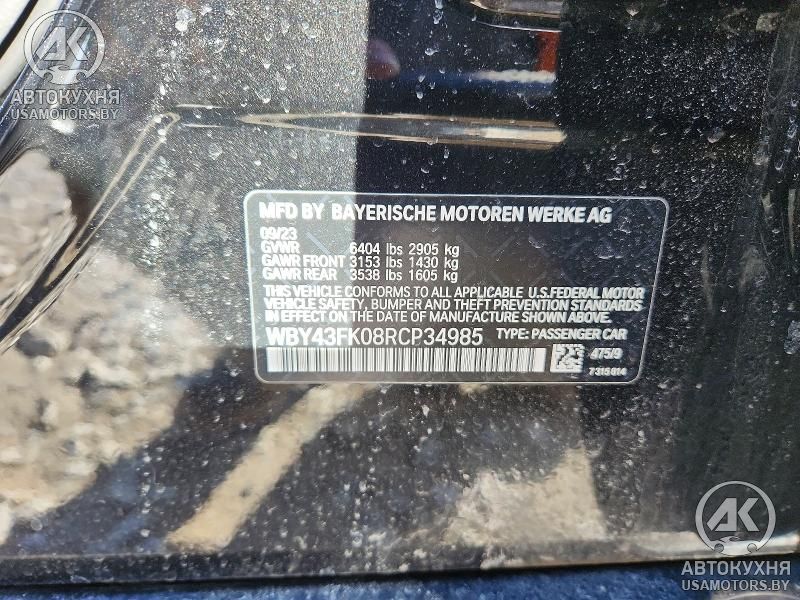 АК
АВТОКУХНЯ
USAMOTORS.BY
MFD BY BAYERISCHE MOTOREN WERKE AG
09/23
GVWR 6404 lbs 2905 kg
GAWR FRONT 3153 lbs 1430 kg
GAWR REAR 3538 lbs 1605 kg
THIS VEHICLE CONFORMS TO ALL APPLICABLE U.S.FEDERAL MOTOR
VEHICLE SAFETY, BUMPER AND THEFT PREVENTION STANDARDS
IN EFFECT ON THE DATE OF MANUFACTURE SHOWN ABOVE.
WBY43FK08RCP34985 TYPE: PASSENGER CAR
475/9
7315814
АК
АВТОКУХНЯ
USAMOTORS.BY